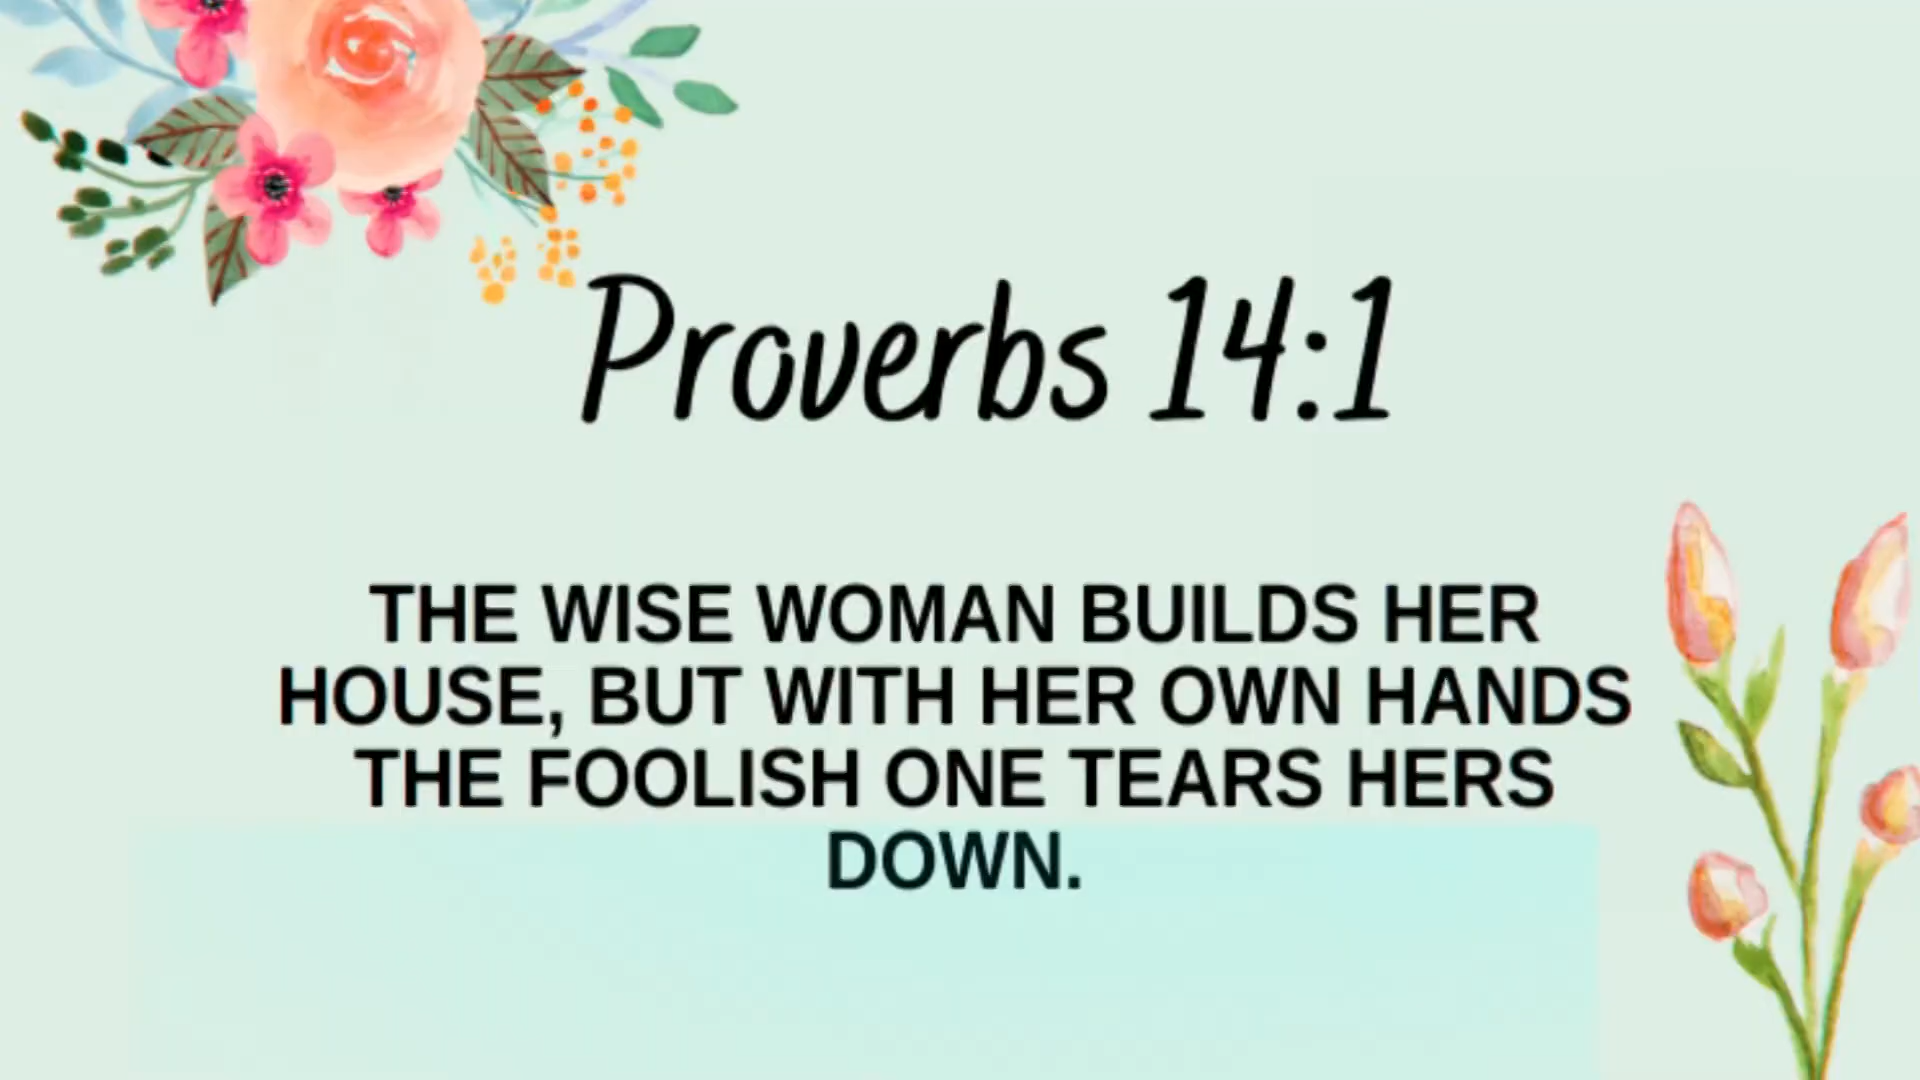 Proverbs 14:1
THE WISE WOMAN BUILDS HER
HOUSE, BUT WITH HER OWN HANDS
THE FOOLISH ONE TEARS HERS
DOWN.